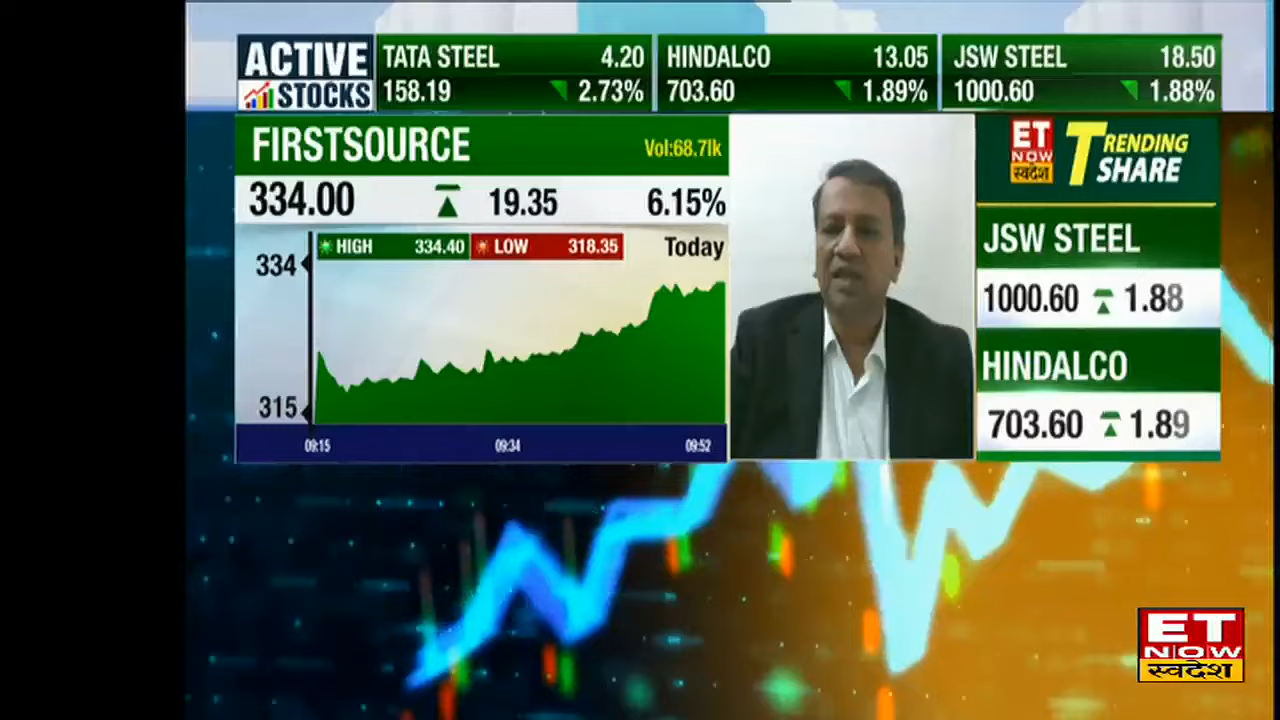 ACTIVE
STOCKS
TATA STEEL 4.20
158.19 2.73%
HINDALCO 13.05
703.60 1.89%
JSW STEEL 18.50
1000.60 1.88%
FIRSTSOURCE Vol:68.7lk
334.00 19.35 6.15%
HIGH 334.40 LOW 318.35 Today
334
315
09:15 09:34 09:52
ET
NOW
स्वदेश
TRENDING
SHARE
JSW STEEL
1000.60 1.88
HINDALCO
703.60 1.89
ET
NOW
स्वदेश